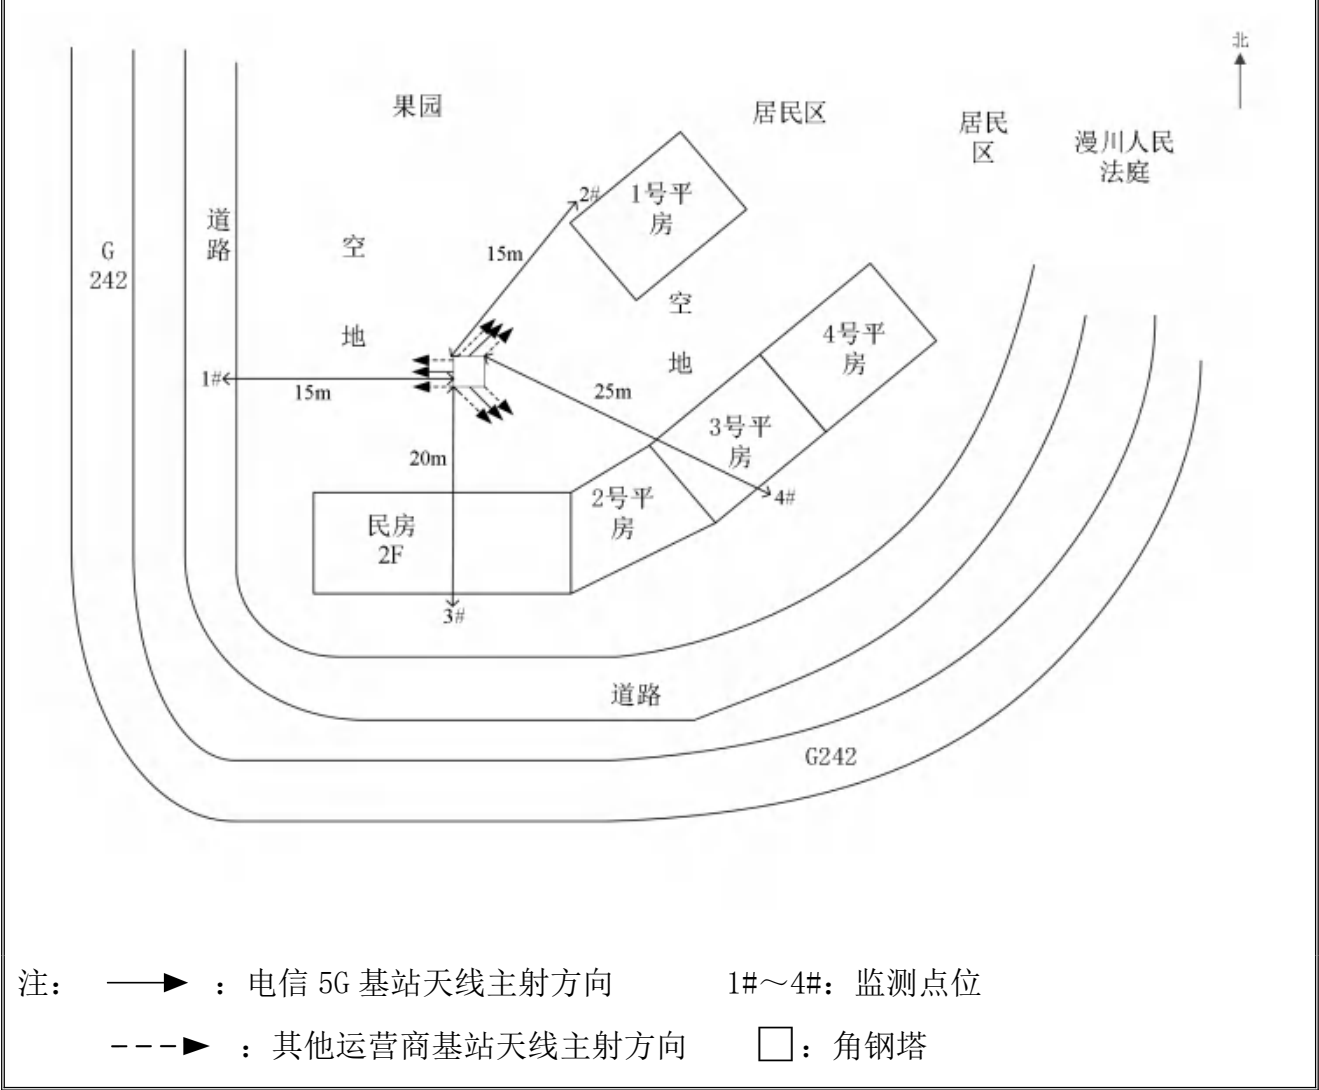 北
果园
居民区
居民
区
漫川人民
法庭
2#
1号平
房
道
路
G
242
空
地
15m
空
地
4号平
房
1#
15m
25m
3号平
房
20m
4#
2号平
房
民房
2F
3#
道路
G242
注： ：电信 5G 基站天线主射方向 1#～4#：监测点位
：其他运营商基站天线主射方向 ：角钢塔